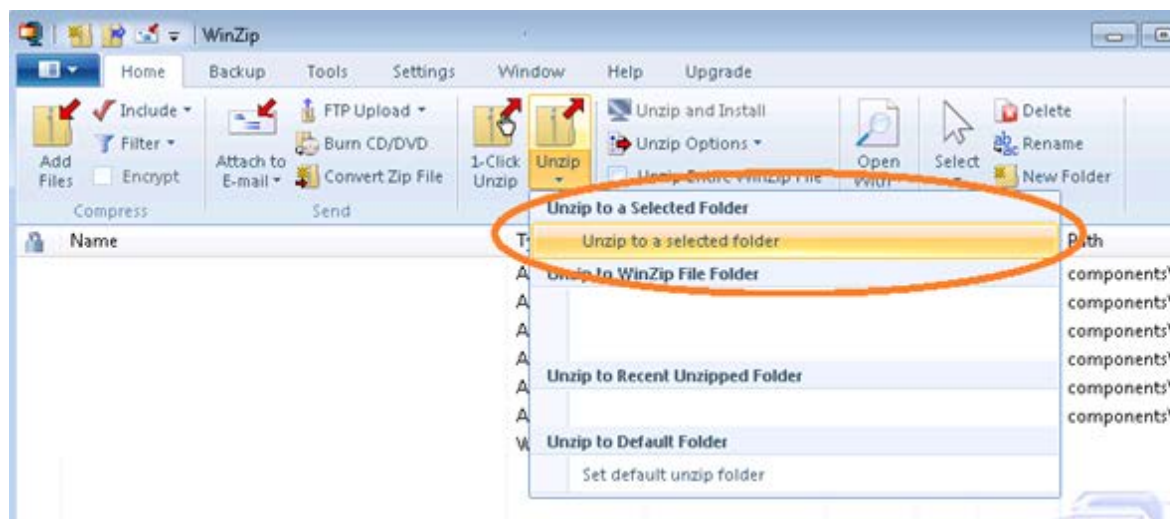 WinZip
Home Backup Tools Settings Window Help Upgrade
Include FTP Upload Unzip and Install Delete
Filter Burn CD/DVD Unzip Options Rename
Add Files Encrypt Attach to E-mail Convert Zip File 1-Click Unzip Unzip Unzip Entire WinZip File Open With Select New Folder
Compress Send
Unzip to a Selected Folder
Name Unzip to a selected folder Path
Unzip to WinZip File Folder components\
components\
components\
components\
Unzip to Recent Unzipped Folder components\
components\
Unzip to Default Folder
Set default unzip folder